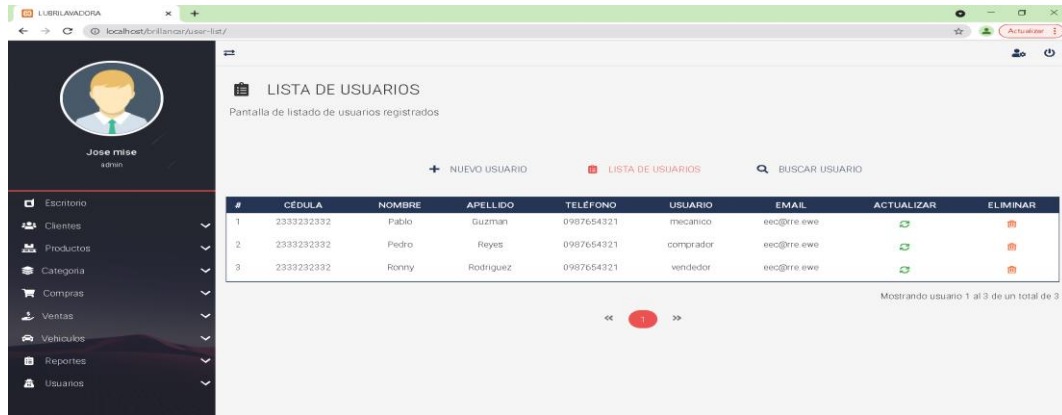 LUBRILAVADORA
localhost/brillancar/user-list/
Actualizar
Jose mise
admin
Escritorio
Clientes
Productos
Categoria
Compras
Ventas
Vehiculos
Reportes
Usuarios
LISTA DE USUARIOS
Pantalla de listado de usuarios registrados
NUEVO USUARIO LISTA DE USUARIOS BUSCAR USUARIO
# CÉDULA NOMBRE APELLIDO TELÉFONO USUARIO EMAIL ACTUALIZAR ELIMINAR
1 2333232332 Pablo Guzman 0987654321 mecanico eec@rre.ewe
2 2333232332 Pedro Reyes 0987654321 comprador eec@rre.ewe
3 2333232332 Ronny Rodriguez 0987654321 vendedor eec@rre.ewe
Mostrando usuario 1 al 3 de un total de 3
« 1 »